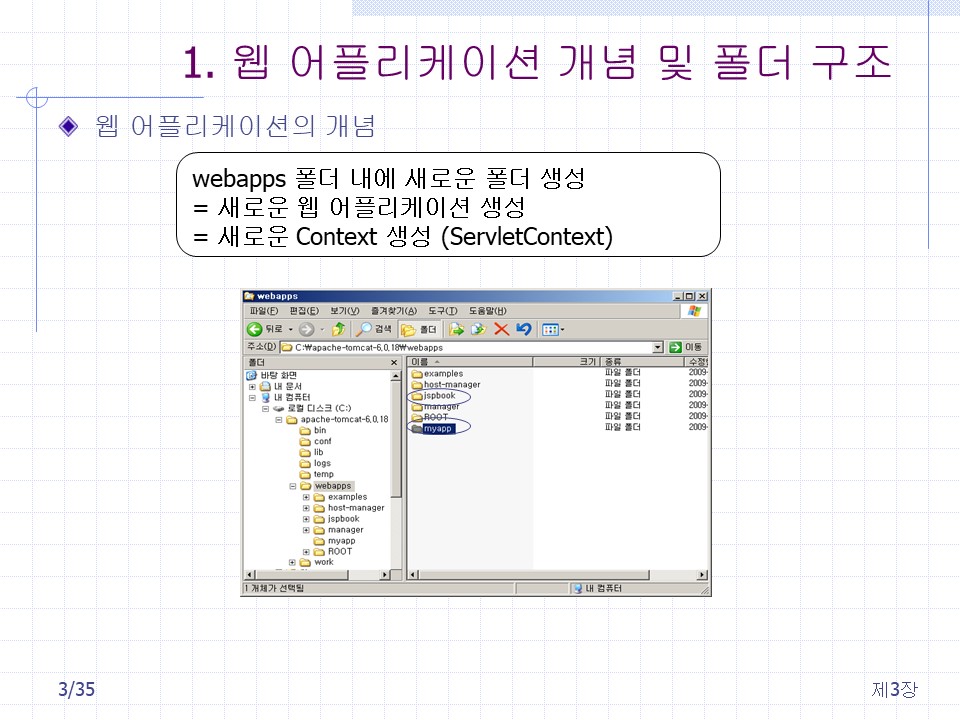 1. 웹 어플리케이션 개념 및 폴더 구조
웹 어플리케이션의 개념
webapps 폴더 내에 새로운 폴더 생성
= 새로운 웹 어플리케이션 생성
= 새로운 Context 생성 (ServletContext)
webapps
파일(F) 편집(E) 보기(V) 즐겨찾기(A) 도구(T) 도움말(H)
뒤로 검색 폴더
주소(D) C:₩apache-tomcat-6,0,18₩webapps 이동
폴더
바탕 화면
내 문서
내 컴퓨터
로컬 디스크 (C:)
apache-tomcat-6,0,18
bin
conf
lib
logs
temp
webapps
examples
host-manager
jspbook
manager
myapp
ROOT
work
이름 크기 종류 수정
examples 파일 폴더 2009-
host-manager 파일 폴더 2009-
jspbook 파일 폴더 2009-
manager 파일 폴더 2009-
ROOT 파일 폴더 2009-
myapp 파일 폴더 2009-
1 개체가 선택됨 내 컴퓨터
3/35 제3장